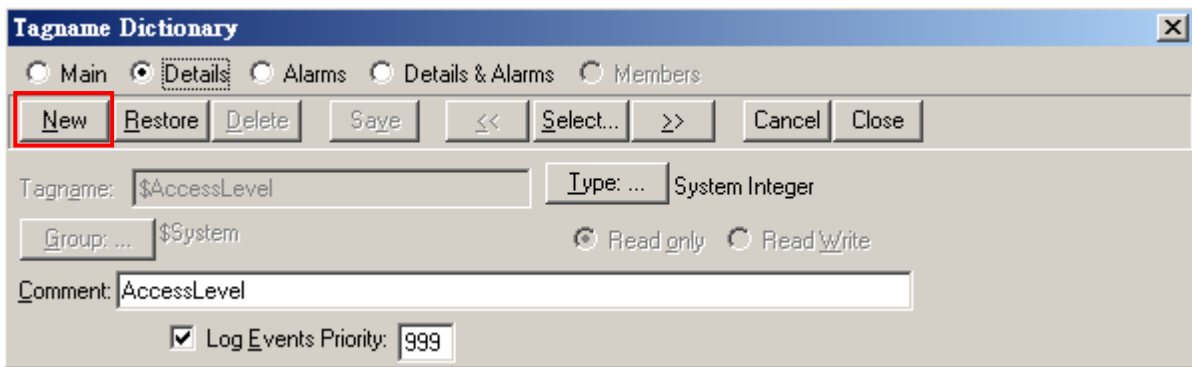 Tagname Dictionary
Main Details Alarms Details & Alarms Members
New Restore Delete Save << Select... >> Cancel Close
Tagname: $AccessLevel Type: ... System Integer
Group: ... $System Read only Read Write
Comment: AccessLevel
Log Events Priority: 999